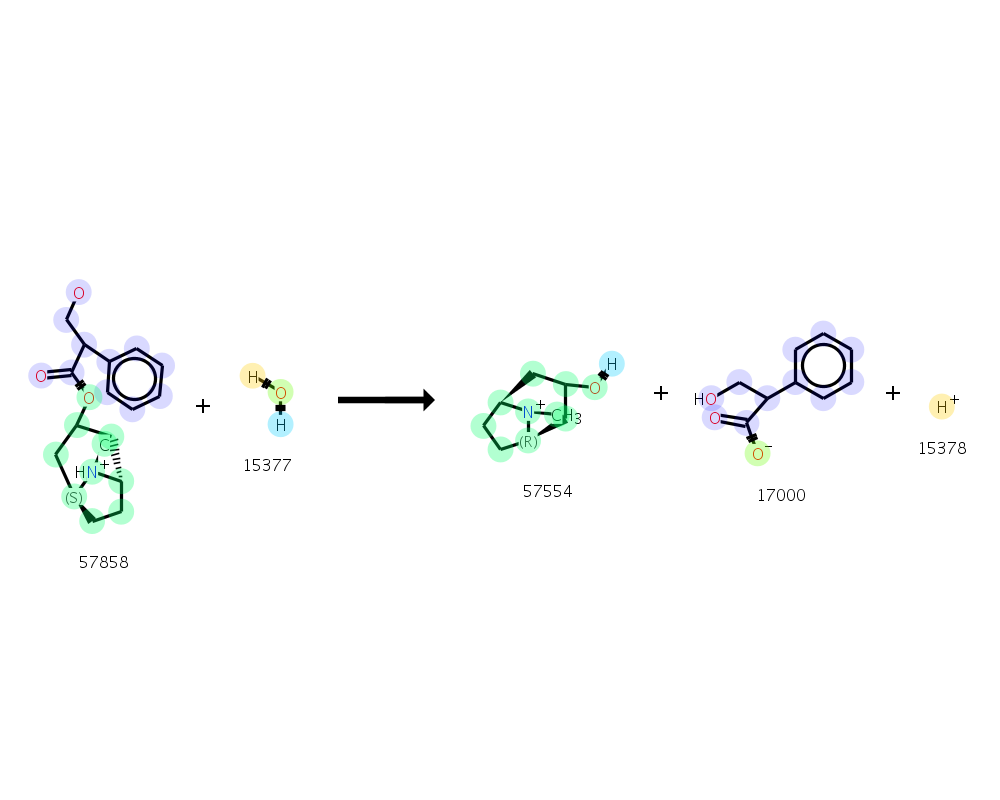 O
O
O
C
HN+
(S)
57858
+
H
O
H
15377
H
O
N+
CH3
(R)
57554
+
HO
O
O−
17000
+
H+
15378